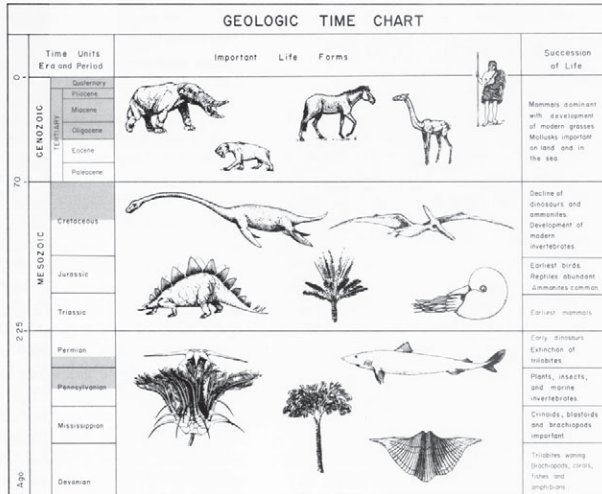 GEOLOGIC TIME CHART
Time Units
Era and Period
Important Life Forms
Succession
of Life
0
Quaternary
Pliocene
Miocene
Oligocene
Eocene
Paleocene
TERTIARY
GENOZOIC
Mammals dominant
with development
of modern grasses
Mollusks important
on land and in
the sea.
70
MESOZOIC
Cretaceous
Decline of
dinosaurs and
ammonites.
Development of
modern
invertebrates.
Jurassic
Earliest birds.
Reptiles abundant.
Ammonites common.
Triassic
Earliest mammals
225
Permian
Early dinosaurs
Extinction of
trilobites.
Pennsylvanian
Plants, insects,
and marine
invertebrates.
Mississippian
Crinoids, blastoids
and brachiopods
important
Devonian
Trilobites waning
Brachiopods, corals,
fishes and
amphibians
Ago